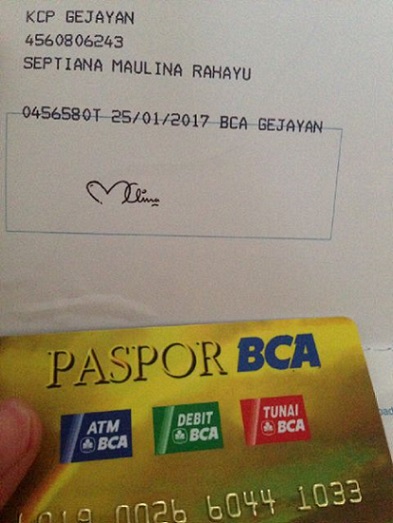 KCP GEJAYAN
4560806243
SEPTIANA MAULINA RAHAYU
0456580T 25/01/2017 BCA GEJAYAN
PASPOR BCA
ATM BCA
DEBIT BCA
TUNAI BCA
0026 6044 1033